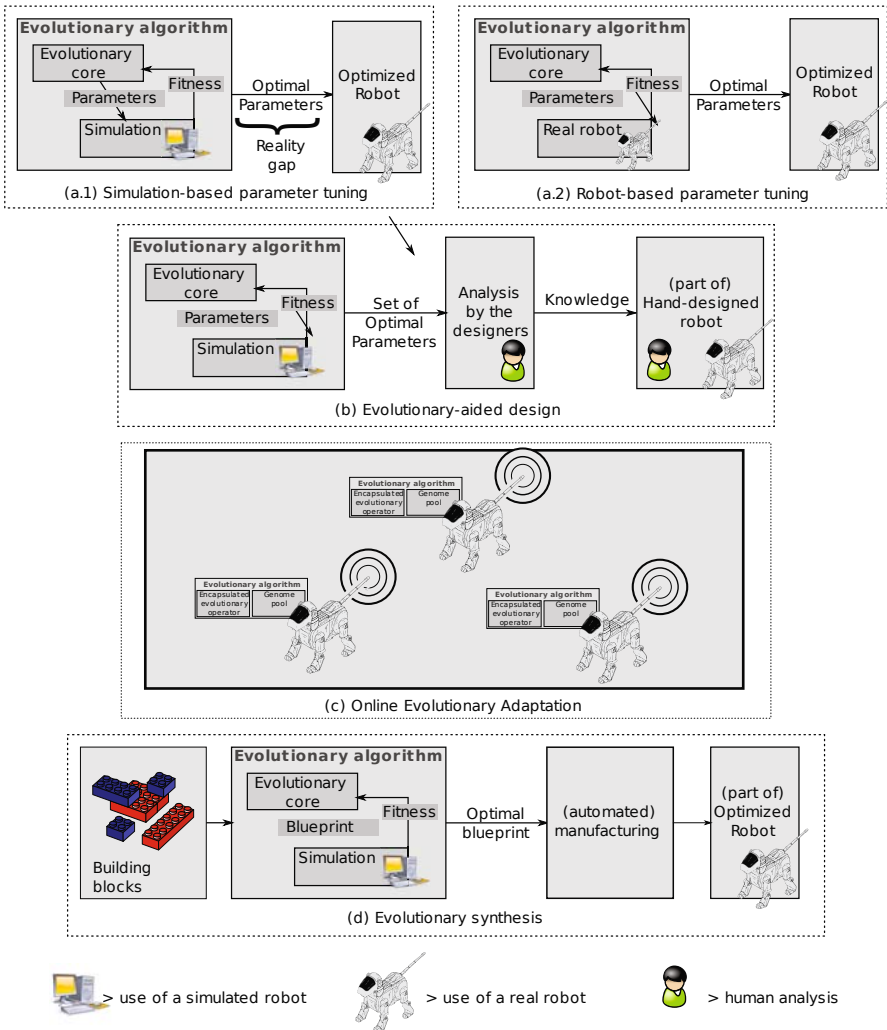 Evolutionary algorithm
Evolutionary
core
Fitness
Parameters
Simulation
Optimal
Parameters
Reality
gap
Optimized
Robot
(a.1) Simulation-based parameter tuning
Evolutionary algorithm
Evolutionary
core
Fitness
Parameters
Real robot
Optimal
Parameters
Optimized
Robot
(a.2) Robot-based parameter tuning
Evolutionary algorithm
Evolutionary
core
Fitness
Parameters
Simulation
Set of
Optimal
Parameters
Analysis
by the
designers
Knowledge
(part of)
Hand-designed
robot
(b) Evolutionary-aided design
Evolutionary algorithm
Encapsulated
evolutionary
operator
Genome
pool
Evolutionary algorithm
Encapsulated
evolutionary
operator
Genome
pool
Evolutionary algorithm
Encapsulated
evolutionary
operator
Genome
pool
(c) Online Evolutionary Adaptation
Building
blocks
Evolutionary algorithm
Evolutionary
core
Fitness
Blueprint
Simulation
Optimal
blueprint
(automated)
manufacturing
(part of)
Optimized
Robot
(d) Evolutionary synthesis
> use of a simulated robot
> use of a real robot
> human analysis